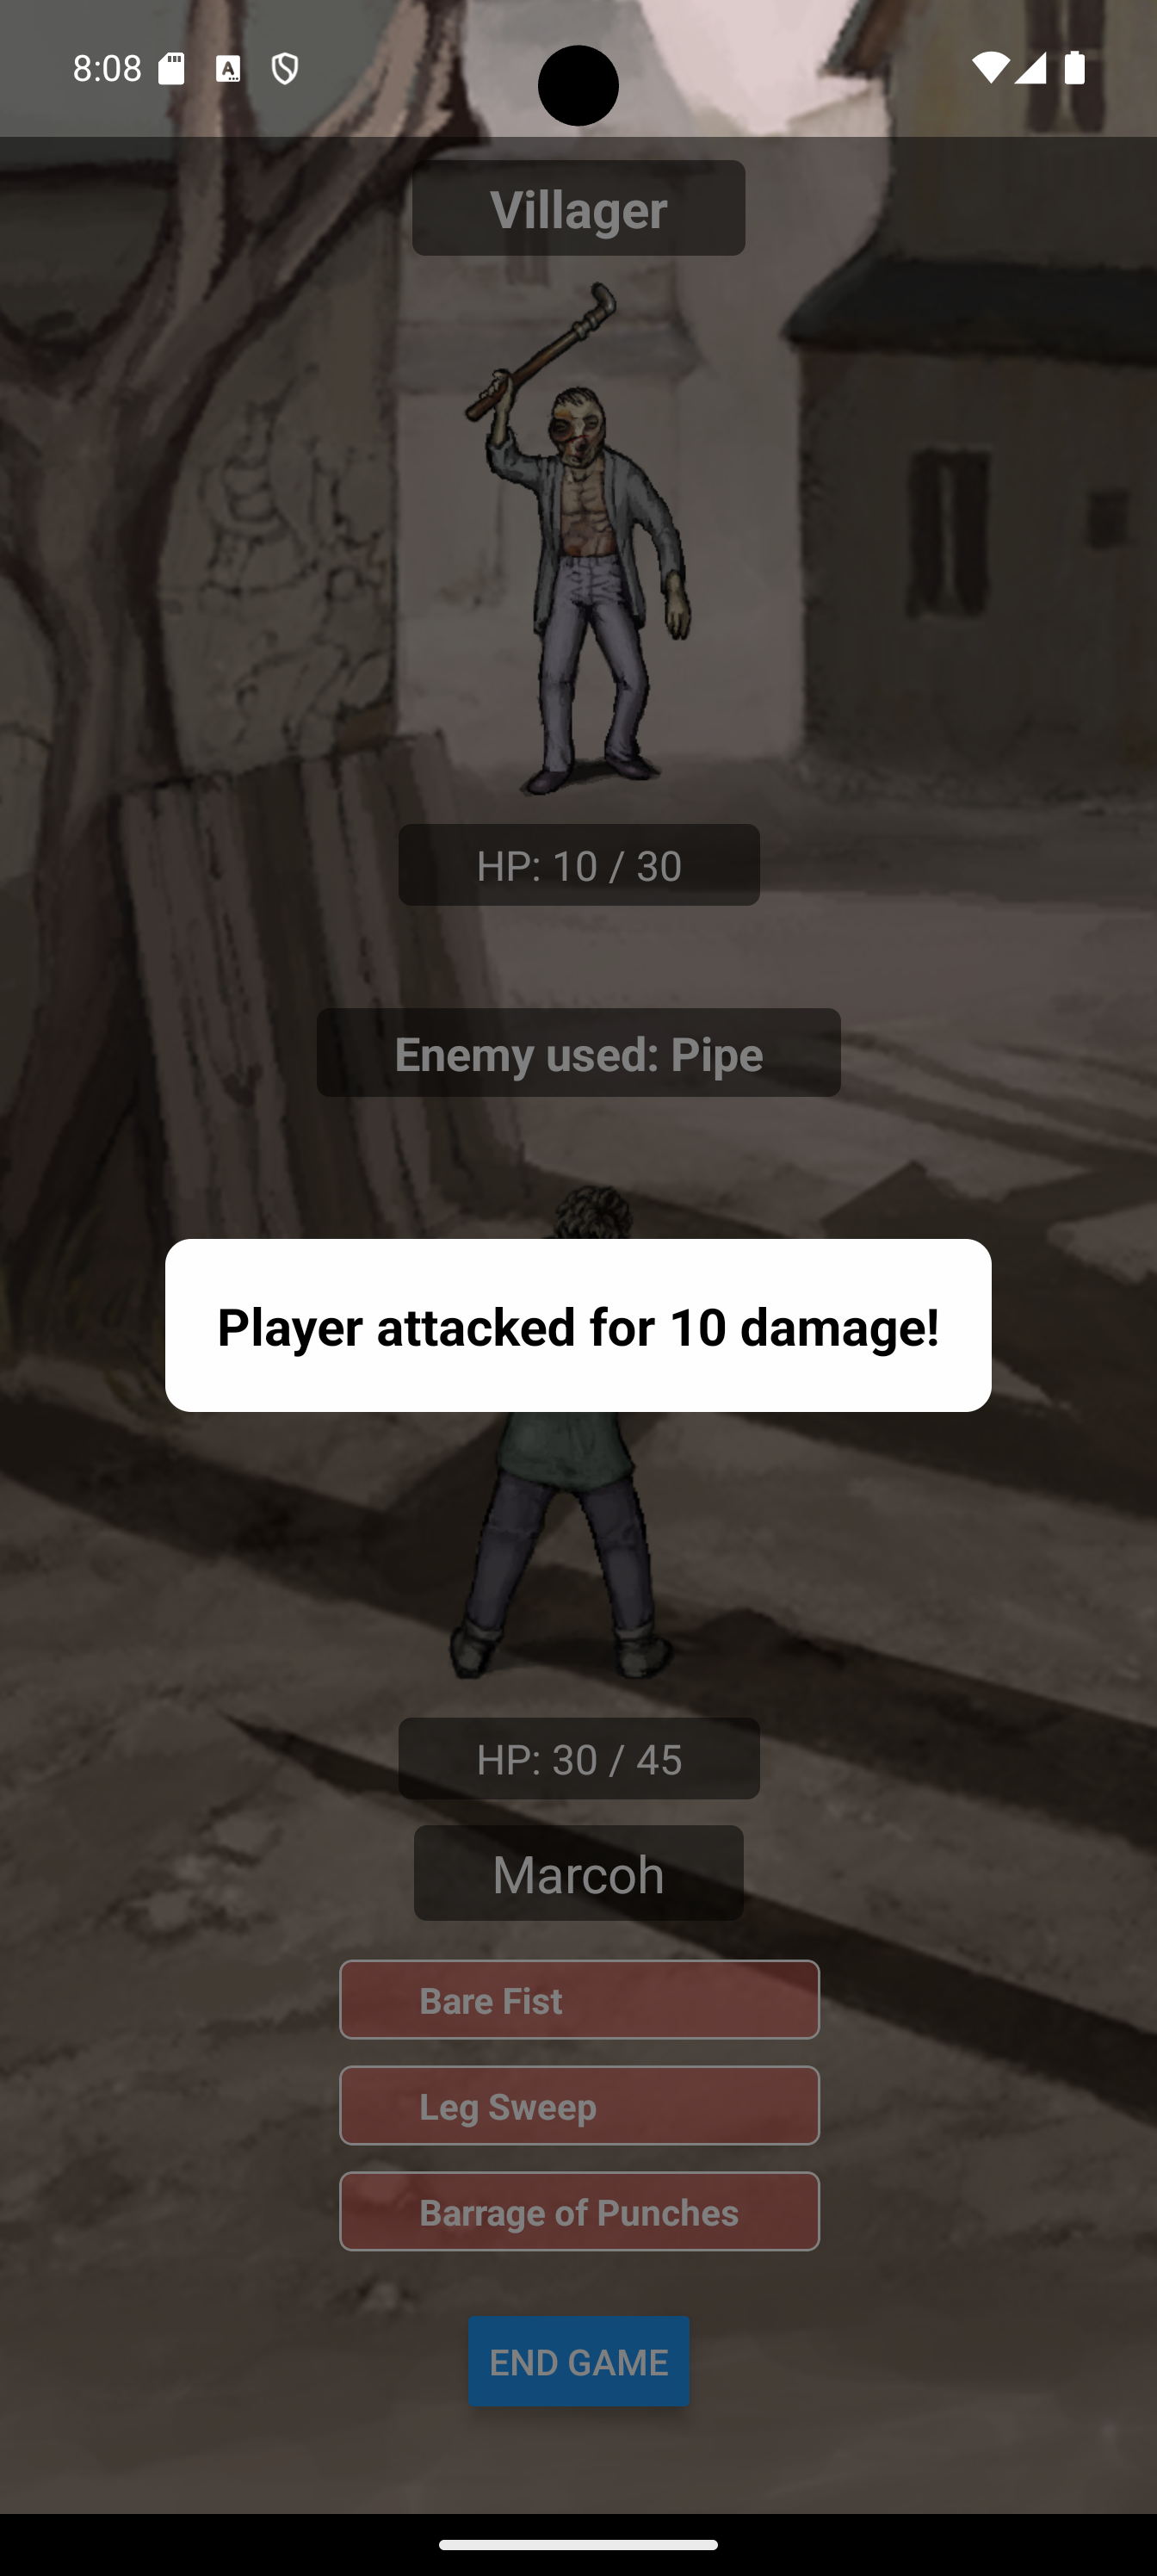 8:08
Villager
HP: 10 / 30
Enemy used: Pipe
Player attacked for 10 damage!
HP: 30 / 45
Marcoh
Bare Fist
Leg Sweep
Barrage of Punches
END GAME